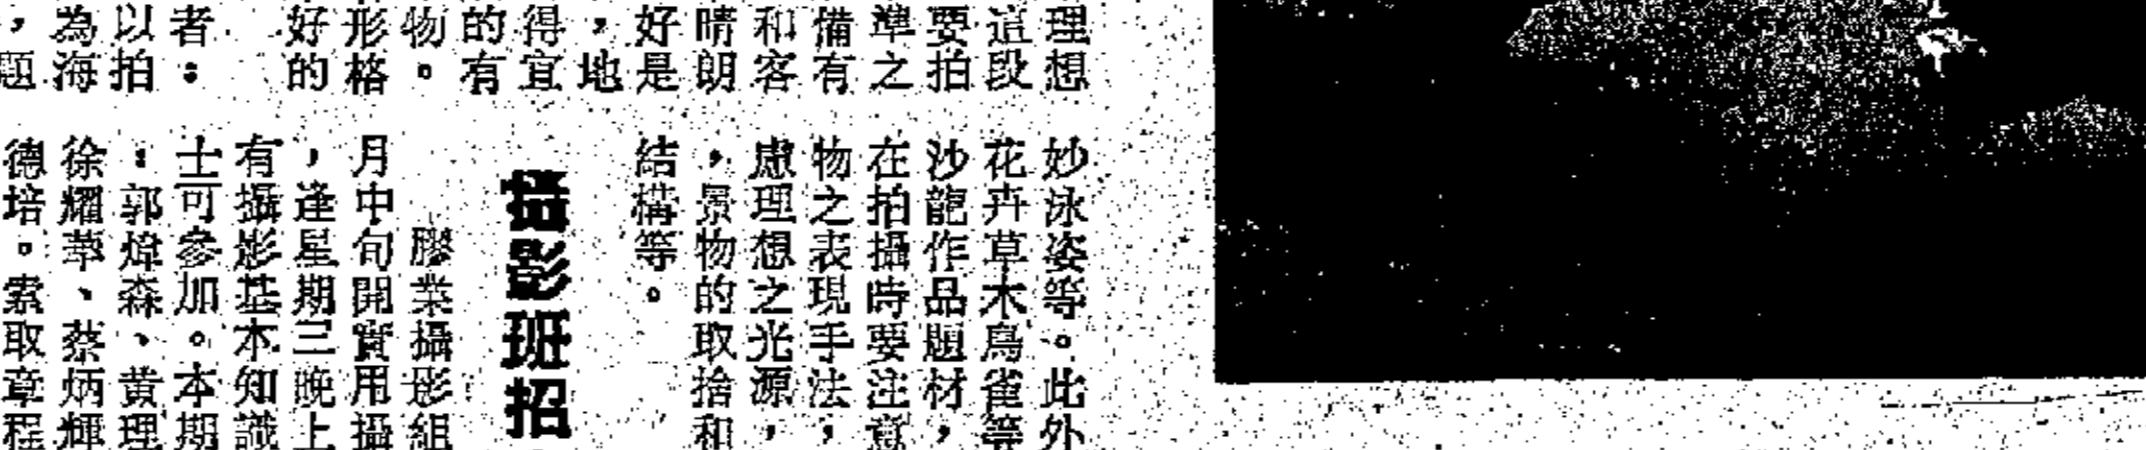 理想
這段
要拍
準之
備有
和客
晴朗
好是
，地
得宜
的有
物。
形格
好的
者：
以拍
為海
，題
妙泳姿等。此外
花卉草木鳥雀等
沙龍作品題材，
在拍攝時要注意
物之表現手法，
慮理想之光源，
，景物的取捨和
結構等。
攝影班招
膠業攝影組
月中旬開實用攝
，逢星期三晚上
有攝影基本知識
士可參加。本期
：郭煒森、黃理
徐耀華、蔡炳輝
德培。索取章程